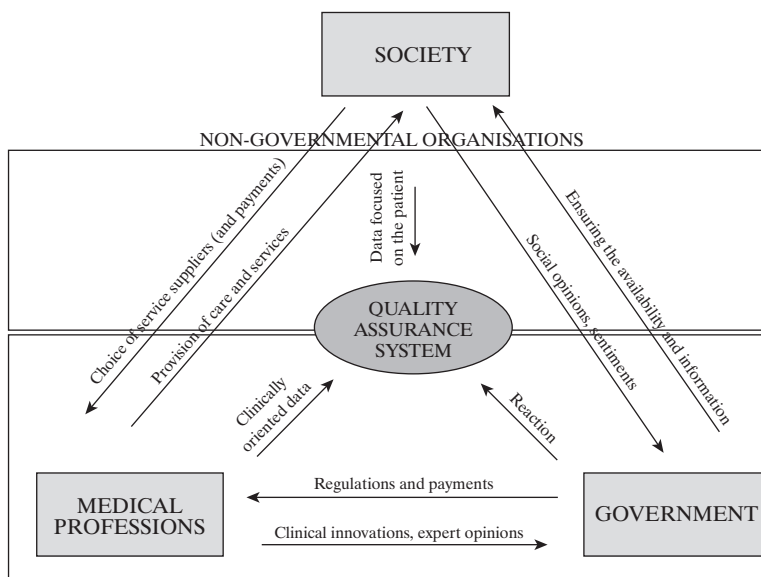 SOCIETY
NON-GOVERNMENTAL ORGANISATIONS
Choice of service suppliers (and payments)
Provision of care and services
Data focused
on the patient
Social opinions, sentiments
Ensuring the availability and information
QUALITY
ASSURANCE
SYSTEM
Clinically
oriented data
Reaction
MEDICAL
PROFESSIONS
Regulations and payments
Clinical innovations, expert opinions
GOVERNMENT